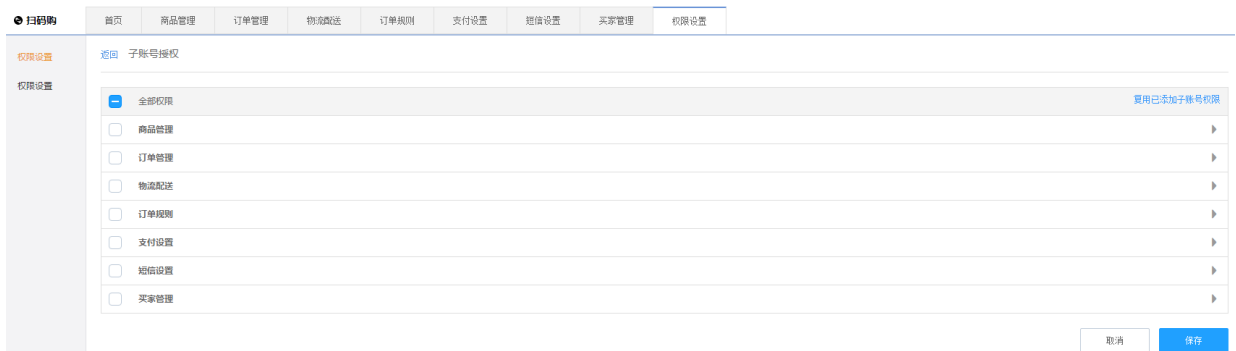 扫码购 首页 商品管理 订单管理 物流配送 订单规则 支付设置 短信设置 买家管理 权限设置
权限设置
权限设置
返回 子账号授权
全部权限 复用已添加子账号权限
商品管理
订单管理
物流配送
订单规则
支付设置
短信设置
买家管理
取消 保存